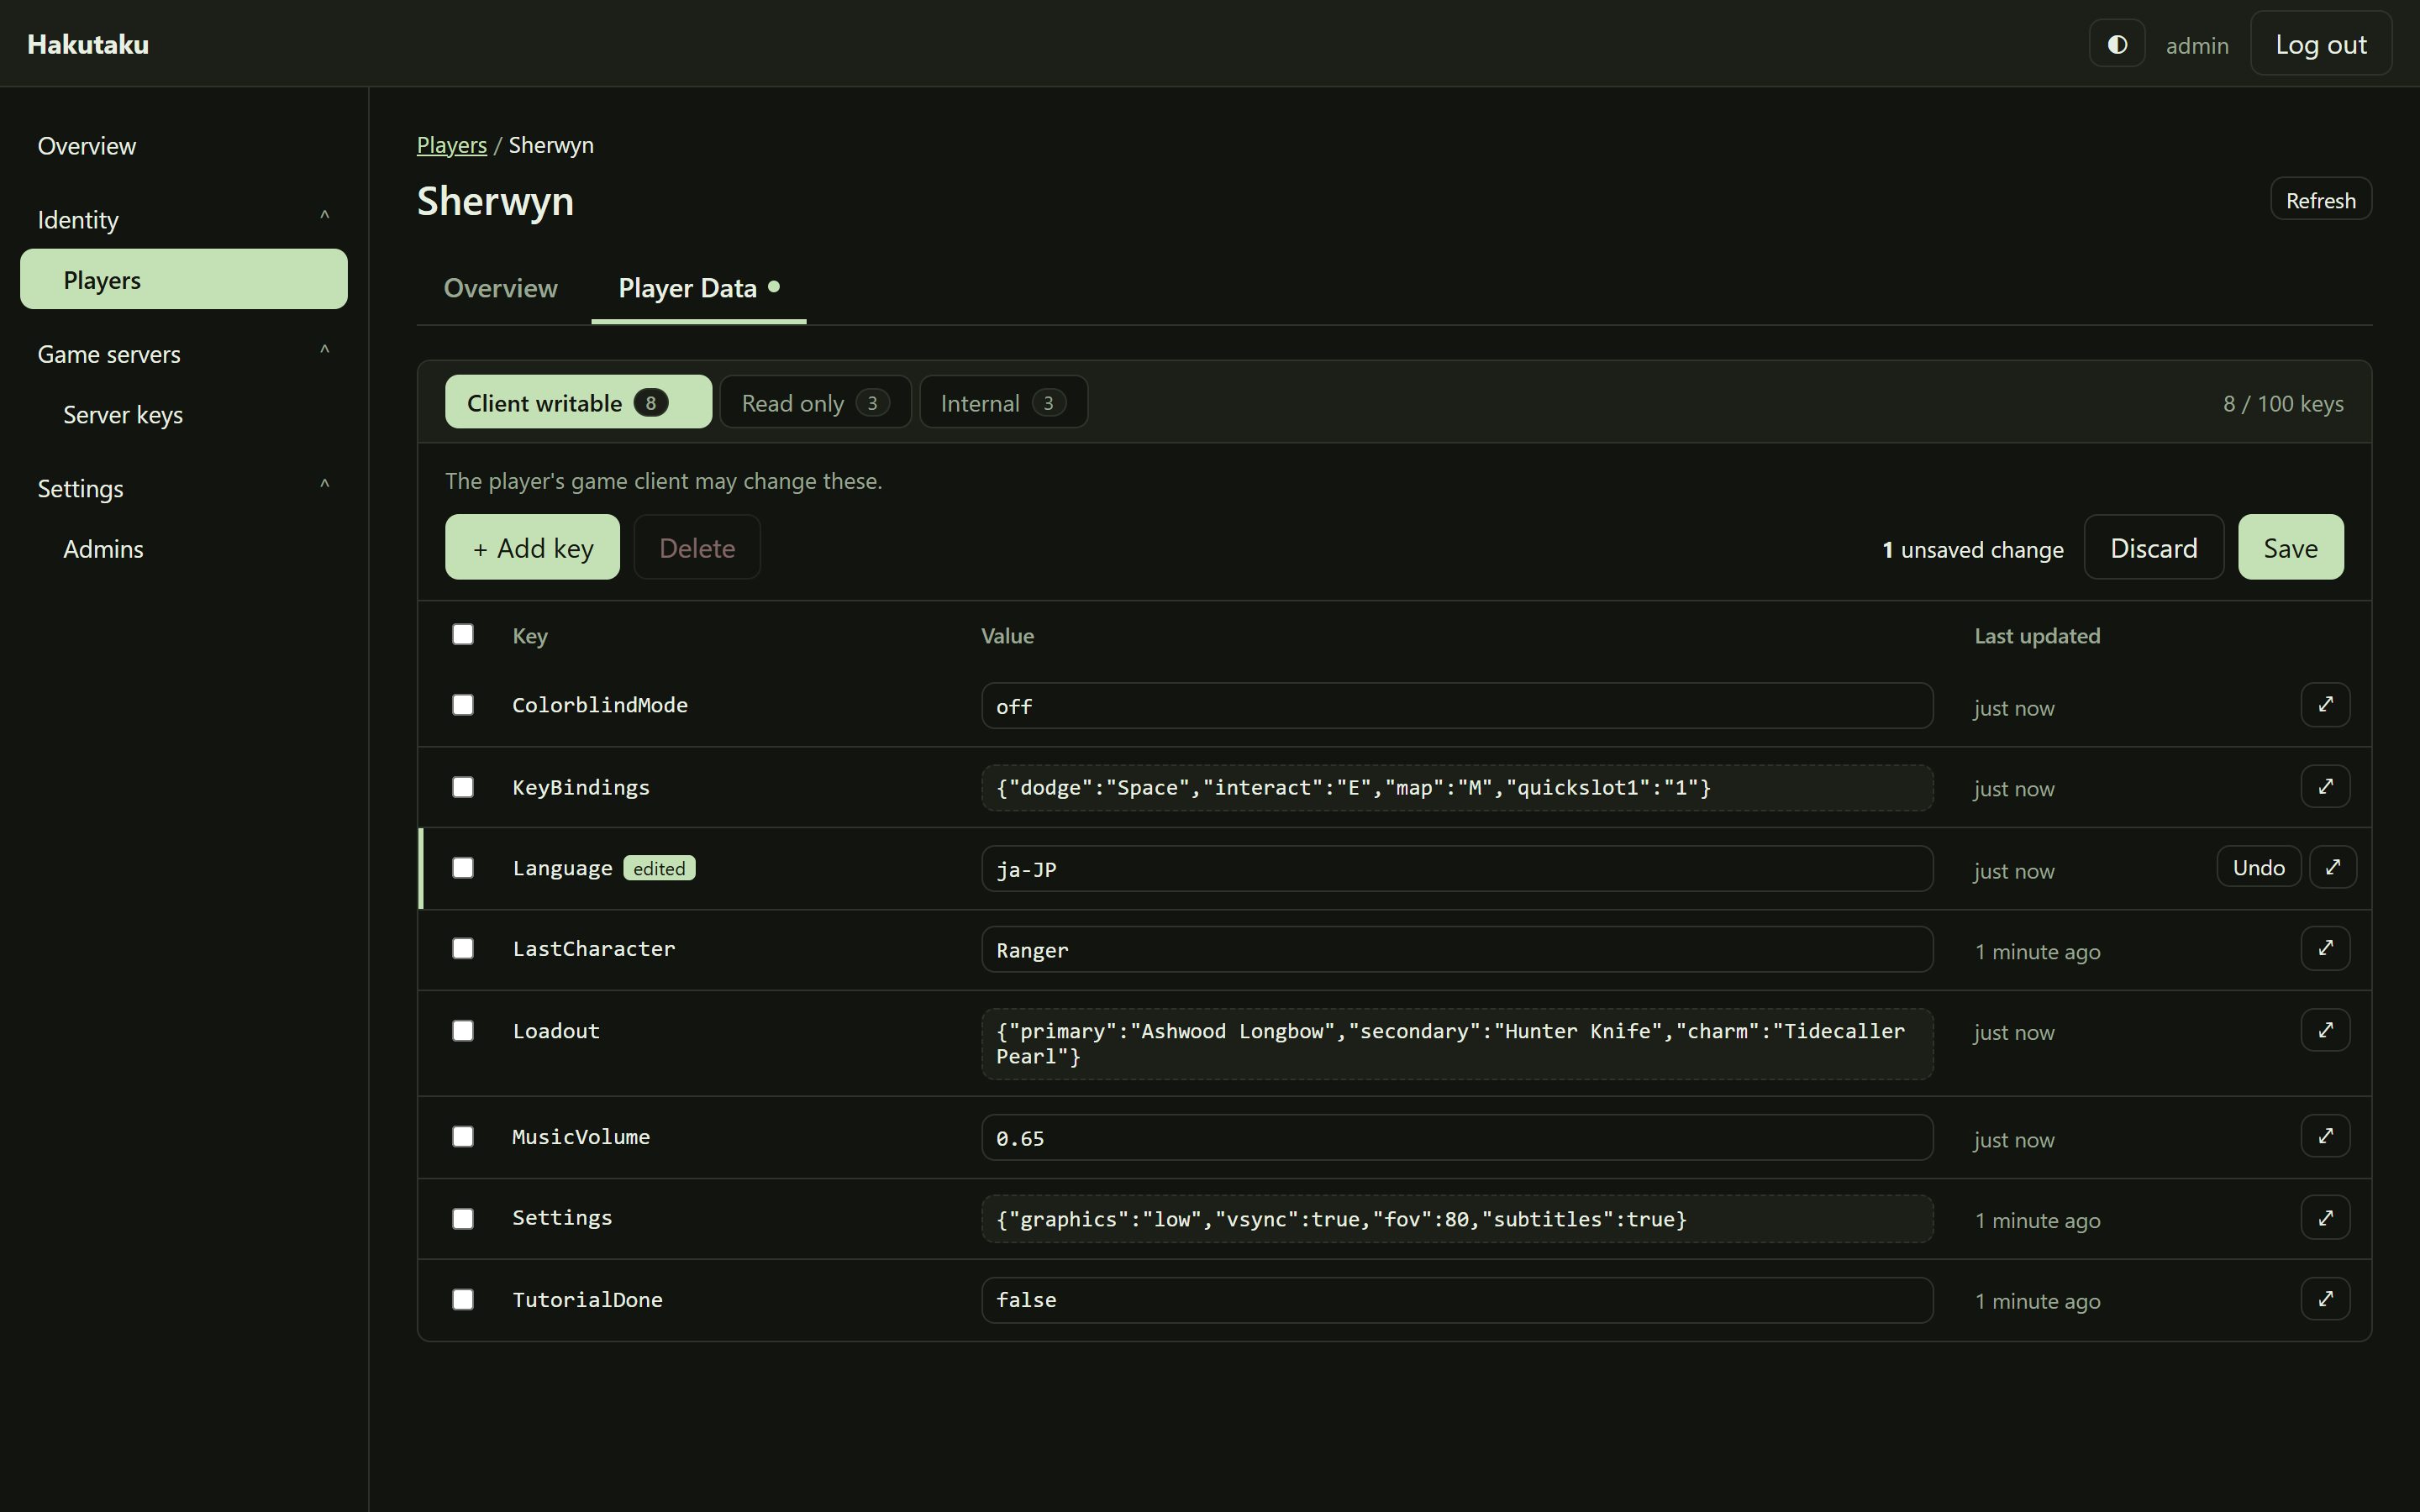 Hakutaku
admin
Log out
Overview
Identity ^
Players
Game servers ^
Server keys
Settings ^
Admins
Players / Sherwyn
Sherwyn
Refresh
Overview
Player Data
Client writable 8
Read only 3
Internal 3
8 / 100 keys
The player's game client may change these.
+ Add key
Delete
1 unsaved change
Discard
Save
Key Value Last updated
ColorblindMode off just now
KeyBindings {"dodge":"Space","interact":"E","map":"M","quickslot1":"1"} just now
Language edited ja-JP just now Undo
LastCharacter Ranger 1 minute ago
Loadout {"primary":"Ashwood Longbow","secondary":"Hunter Knife","charm":"Tidecaller just now
Pearl"}
MusicVolume 0.65 just now
Settings {"graphics":"low","vsync":true,"fov":80,"subtitles":true} 1 minute ago
TutorialDone false 1 minute ago